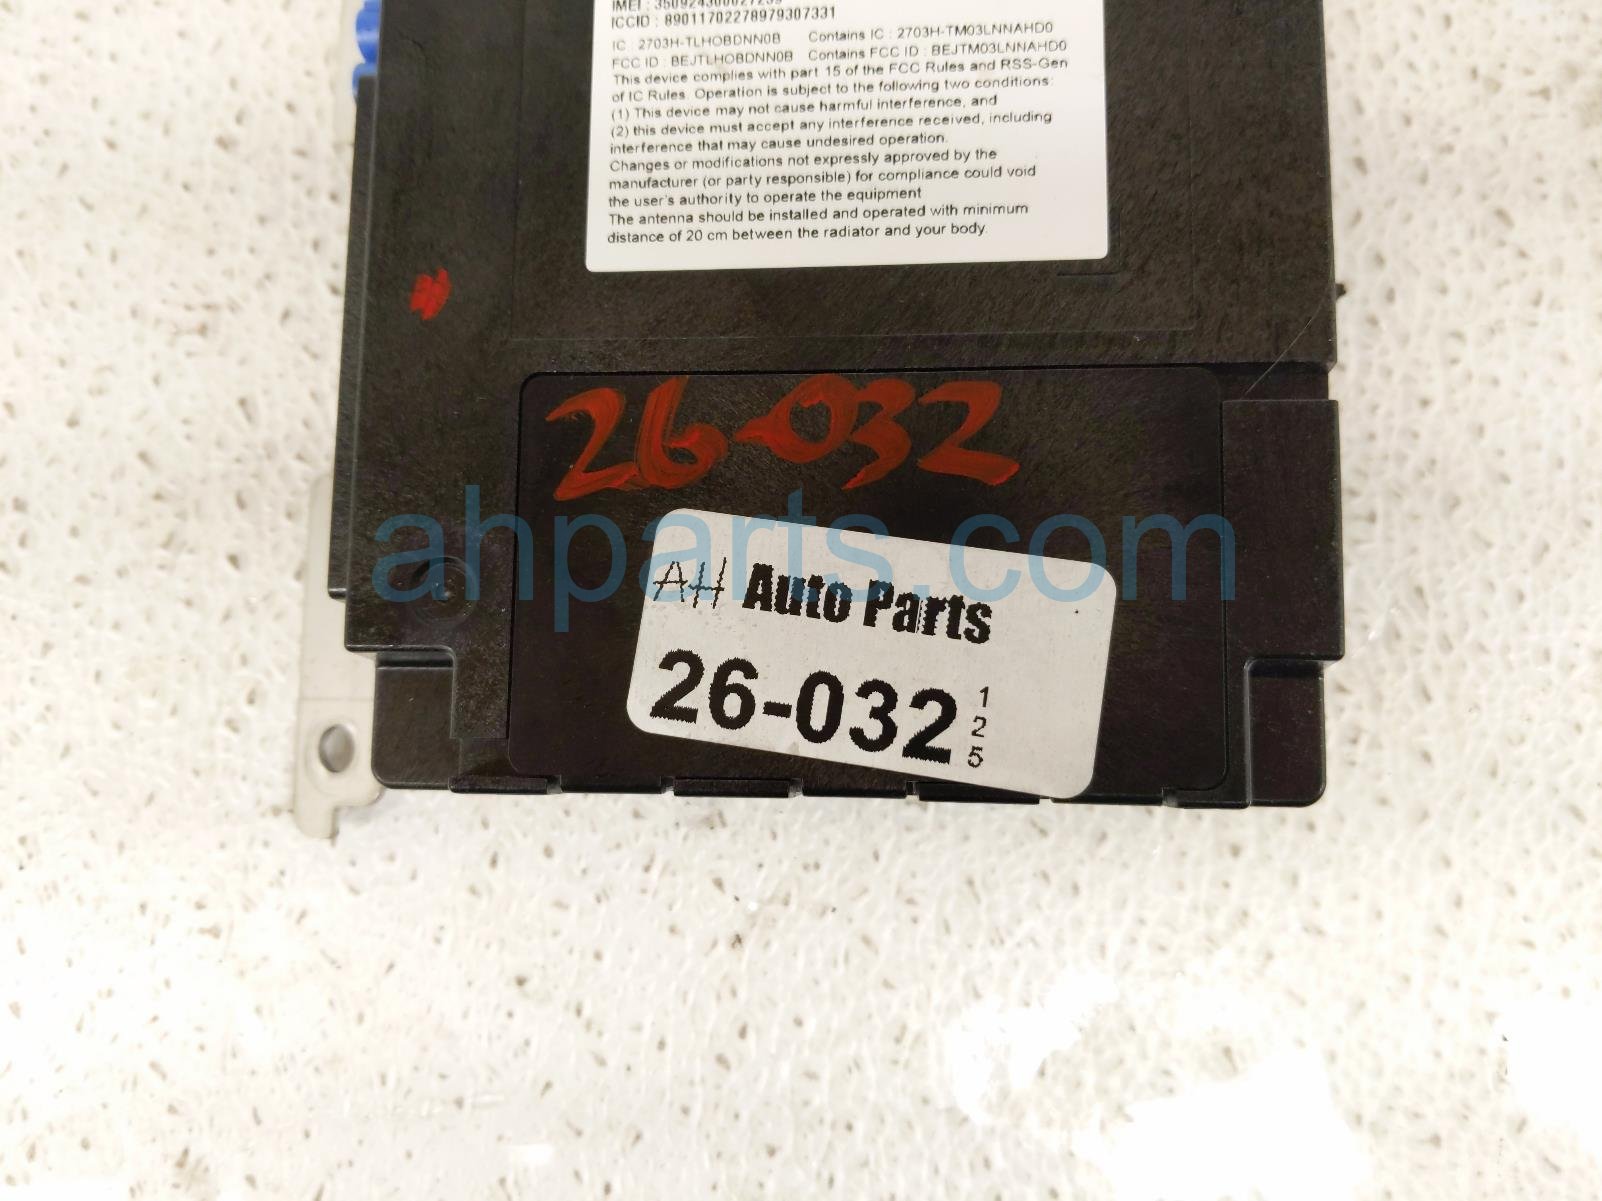 IMEI : 350924300027239
ICCID : 89011702278979307331
IC : 2703H-TLHOBDNN0B Contains IC : 2703H-TM03LNNAHD0
FCC ID : BEJTLHOBDNN0B Contains FCC ID : BEJTM03LNNAHD0
This device complies with part 15 of the FCC Rules and RSS-Gen
of IC Rules. Operation is subject to the following two conditions:
(1) This device may not cause harmful interference, and
(2) this device must accept any interference received, including
interference that may cause undesired operation.
Changes or modifications not expressly approved by the
manufacturer (or party responsible) for compliance could void
the user's authority to operate the equipment
The antenna should be installed and operated with minimum
distance of 20 cm between the radiator and your body.
26-032
ahparts.com
AH Auto Parts
26-032
1
2
5